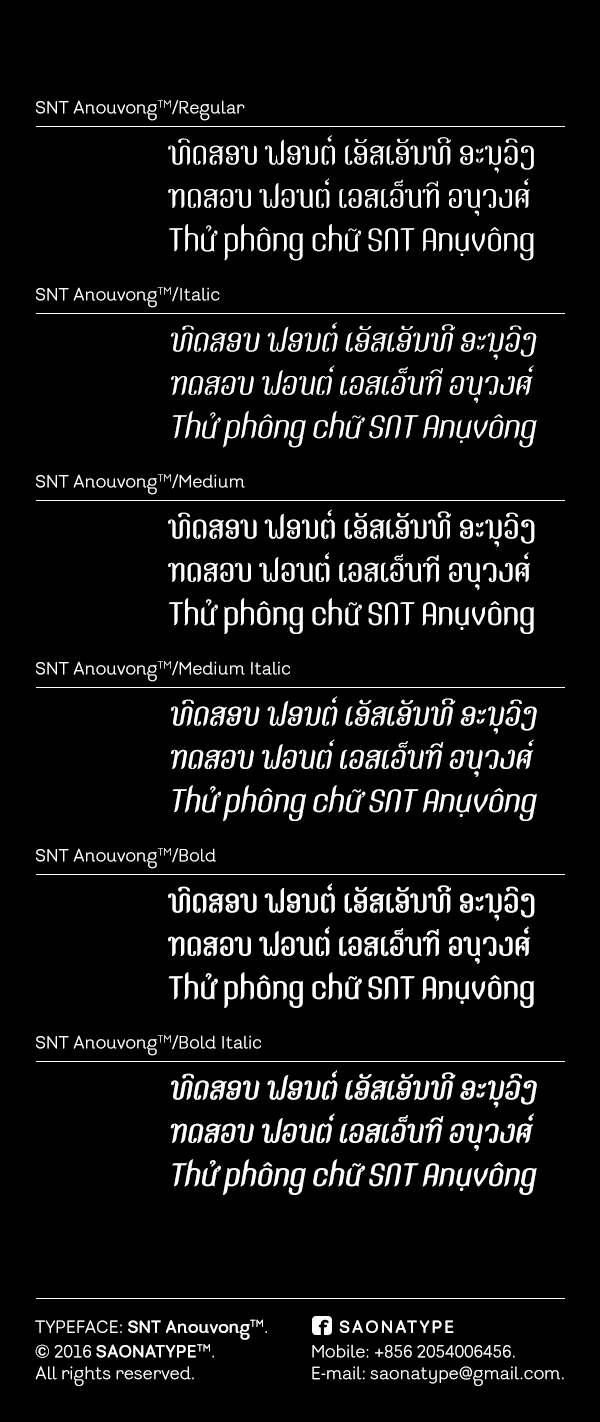 SNT Anouvong™/Regular
ທົດສອບ ຟອນຕ໌ ເອັສເອັນທີ ອະນຸວົງ
ทดสอบ ฟอนต์ เอสเอ็นที อนุวงศ์
Thử phông chữ SNT Anụvông
SNT Anouvong™/Italic
ທົດສອບ ຟອນຕ໌ ເອັສເອັນທີ ອະນຸວົງ
ทดสอบ ฟอนต์ เอสเอ็นที อนุวงศ์
Thử phông chữ SNT Anụvông
SNT Anouvong™/Medium
ທົດສອບ ຟອນຕ໌ ເອັສເອັນທີ ອະນຸວົງ
ทดสอบ ฟอนต์ เอสเอ็นที อนุวงศ์
Thử phông chữ SNT Anụvông
SNT Anouvong™/Medium Italic
ທົດສອບ ຟອນຕ໌ ເອັສເອັນທີ ອະນຸວົງ
ทดสอบ ฟอนต์ เอสเอ็นที อนุวงศ์
Thử phông chữ SNT Anụvông
SNT Anouvong™/Bold
ທົດສອບ ຟອນຕ໌ ເອັສເອັນທີ ອະນຸວົງ
ทดสอบ ฟอนต์ เอสเอ็นที อนุวงศ์
Thử phông chữ SNT Anụvông
SNT Anouvong™/Bold Italic
ທົດສອບ ຟອນຕ໌ ເອັສເອັນທີ ອະນຸວົງ
ทดสอบ ฟอนต์ เอสเอ็นที อนุวงศ์
Thử phông chữ SNT Anụvông
TYPEFACE: SNT Anouvong™.
© 2016 SAONATYPE™.
All rights reserved.
SAONATYPE
Mobile: +856 2054006456.
E-mail: saonatype@gmail.com.